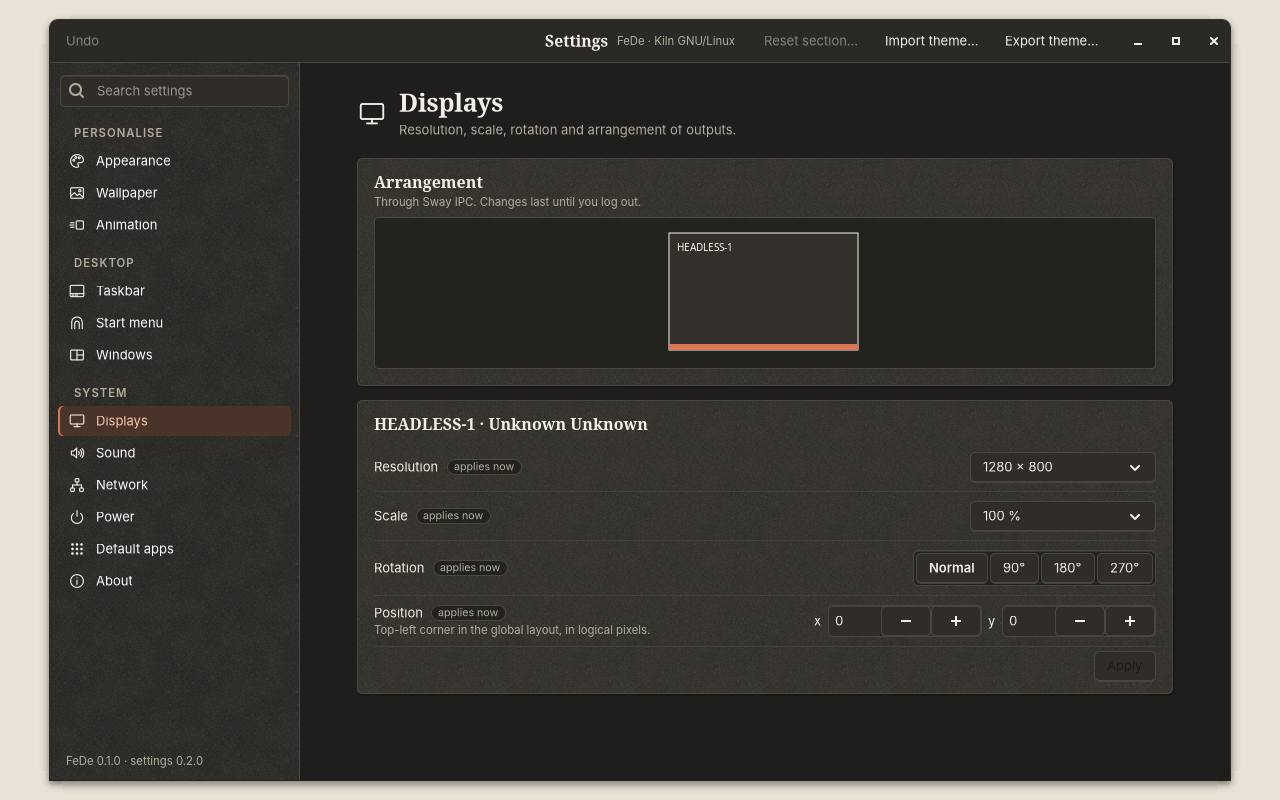 Undo
Settings FeDe · Kiln GNU/Linux
Reset section...
Import theme...
Export theme...
Search settings
PERSONALISE
Appearance
Wallpaper
Animation
DESKTOP
Taskbar
Start menu
Windows
SYSTEM
Displays
Sound
Network
Power
Default apps
About
FeDe 0.1.0 · settings 0.2.0
Displays
Resolution, scale, rotation and arrangement of outputs.
Arrangement
Through Sway IPC. Changes last until you log out.
HEADLESS-1
HEADLESS-1 · Unknown Unknown
Resolution applies now 1280 × 800
Scale applies now 100 %
Rotation applies now Normal 90° 180° 270°
Position applies now x 0 − + y 0 − +
Top-left corner in the global layout, in logical pixels.
Apply